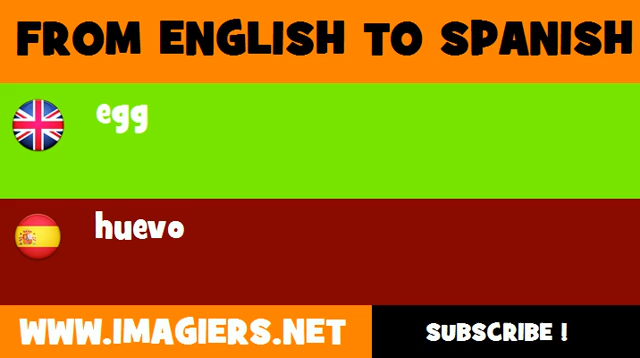 FROM ENGLISH TO SPANISH
egg
huevo
WWW.IMAGIERS.NET
SUBSCRIBE !